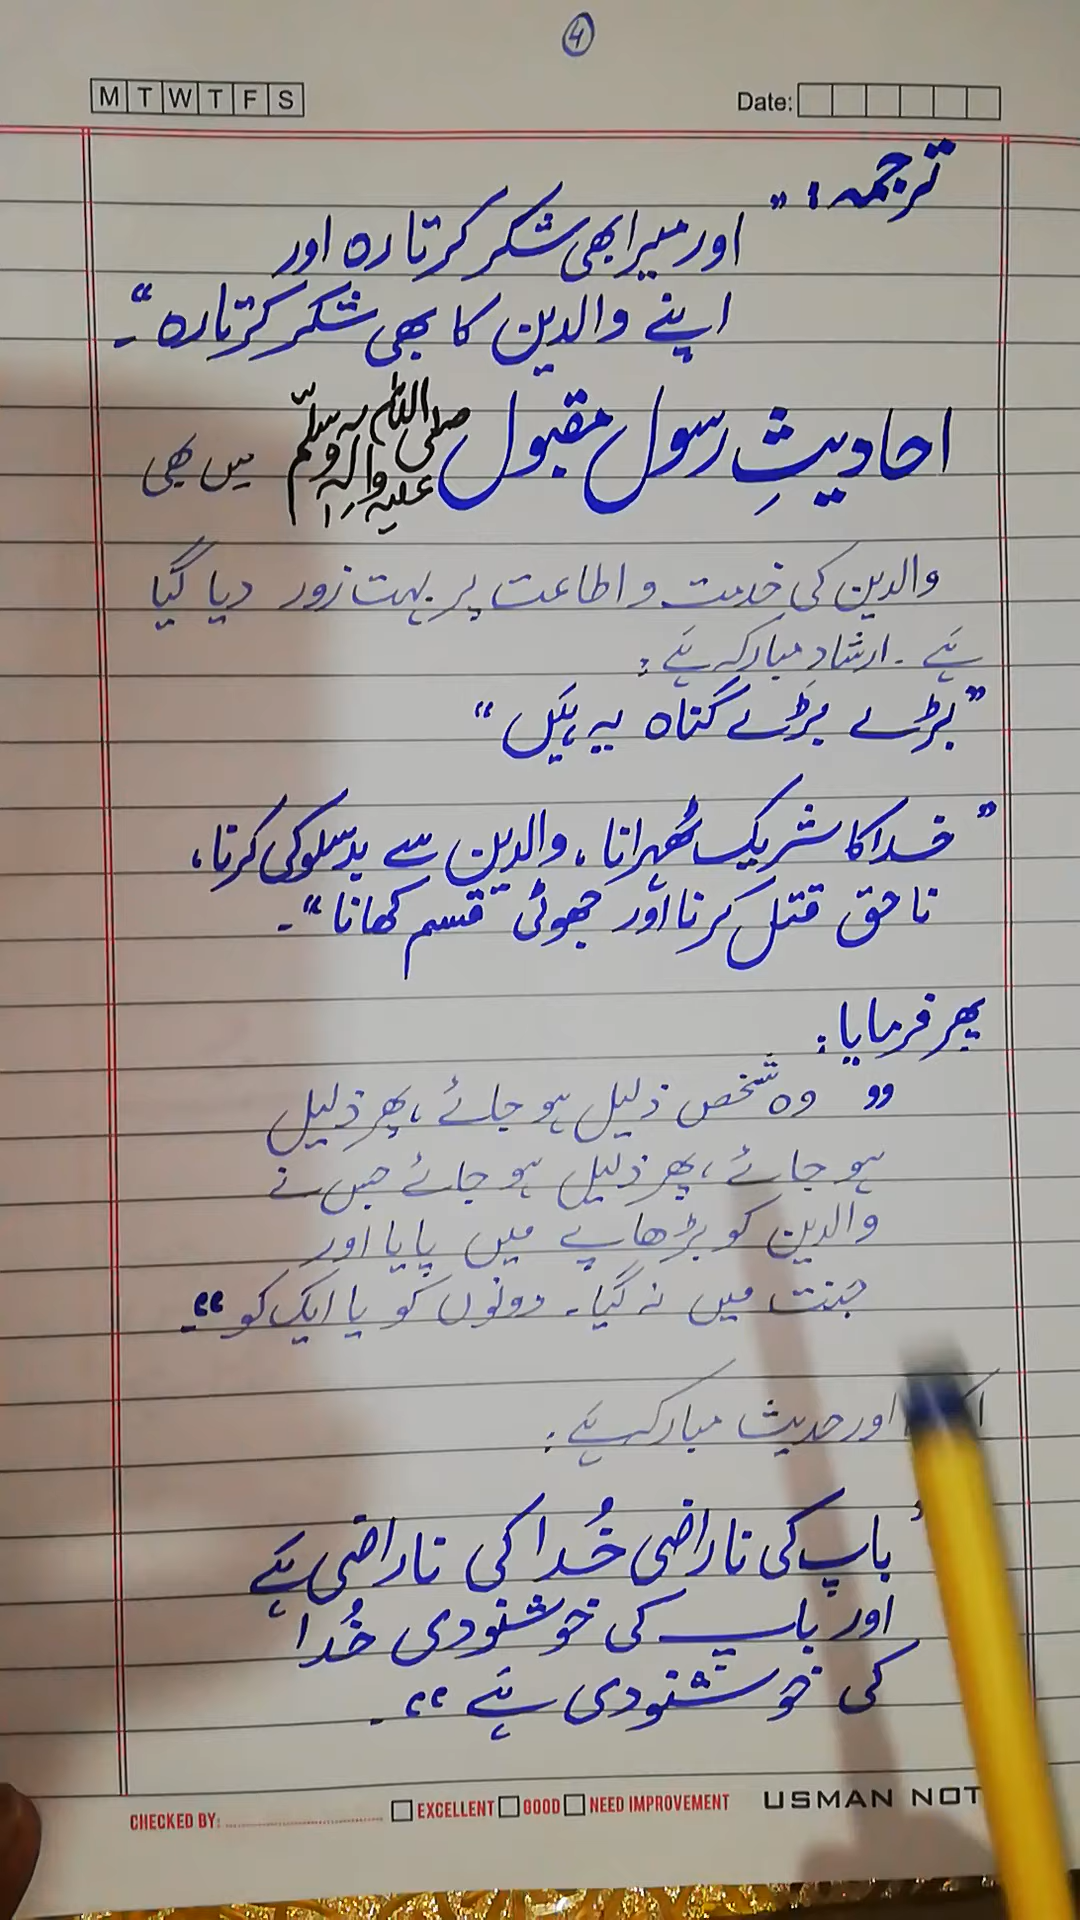 4
M T W T F S
Date:
ترجمہ:
"اور میرا بھی شکر کرتا رہ اور
اپنے والدین کا بھی شکر کرتا رہ"۔
احادیثِ رسول مقبول صلی اللہ علیہ وآلہٖ وسلّم میں بھی
والدین کی خدمت و اطاعت پر بہت زور دیا گیا
ہے ۔ ارشادِ مبارکہ ہے :
"بڑے بڑے گناہ یہ ہیں"
"خدا کا شریک ٹھہرانا ، والدین سے بدسلوکی کرنا ،
ناحق قتل کرنا اور جھوٹی قسم کھانا"۔
پھر فرمایا :
"وہ شخص ذلیل ہو جائے ، پھر ذلیل
ہو جائے ، پھر ذلیل ہو جائے جس نے
والدین کو بڑھاپے میں پایا اور
جنت میں نہ گیا۔ دونوں کو یا ایک کو"۔
اور حدیث مبارکہ ہے :
باپ کی ناراضی خُدا کی ناراضی ہے
اور باپ کی خوشنودی خُدا
کی خوشنودی ہے"۔
CHECKED BY: EXCELLENT GOOD NEED IMPROVEMENT USMAN NOT